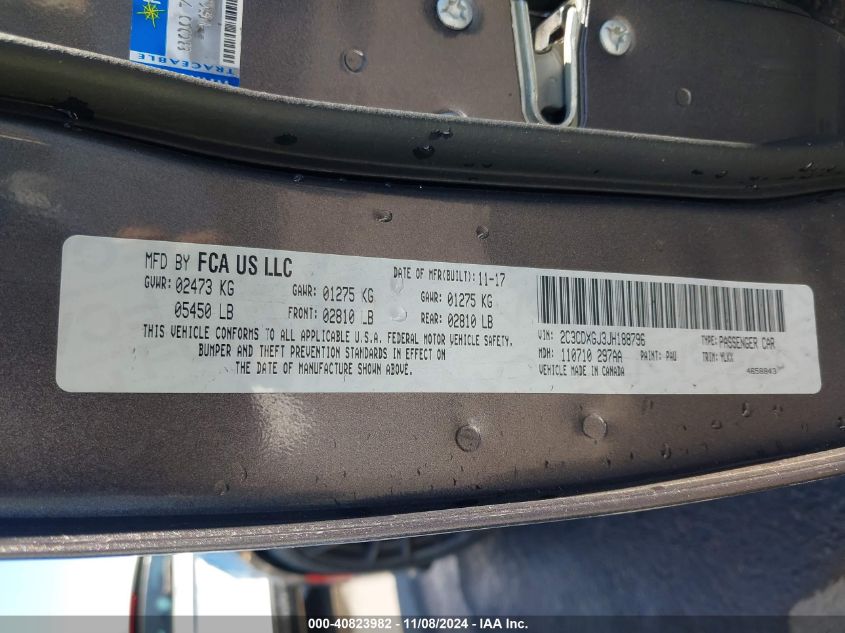 TRACEABLE
MFD BY FCA US LLC
DATE OF MFR(BUILT): 11-17
GVWR: 02473 KG GAWR: 01275 KG GAWR: 01275 KG
05450 LB FRONT: 02810 LB REAR: 02810 LB
THIS VEHICLE CONFORMS TO ALL APPLICABLE U.S.A. FEDERAL MOTOR VEHICLE SAFETY,
BUMPER AND THEFT PREVENTION STANDARDS IN EFFECT ON
THE DATE OF MANUFACTURE SHOWN ABOVE.
VIN: 2C3CDXGJ3JH188796 TYPE: PASSENGER CAR
MDH: 110710 297AA PAINT: PAU TRIM: MLKK
VEHICLE MADE IN CANADA 4658843
000-40823982 - 11/08/2024 - IAA Inc.